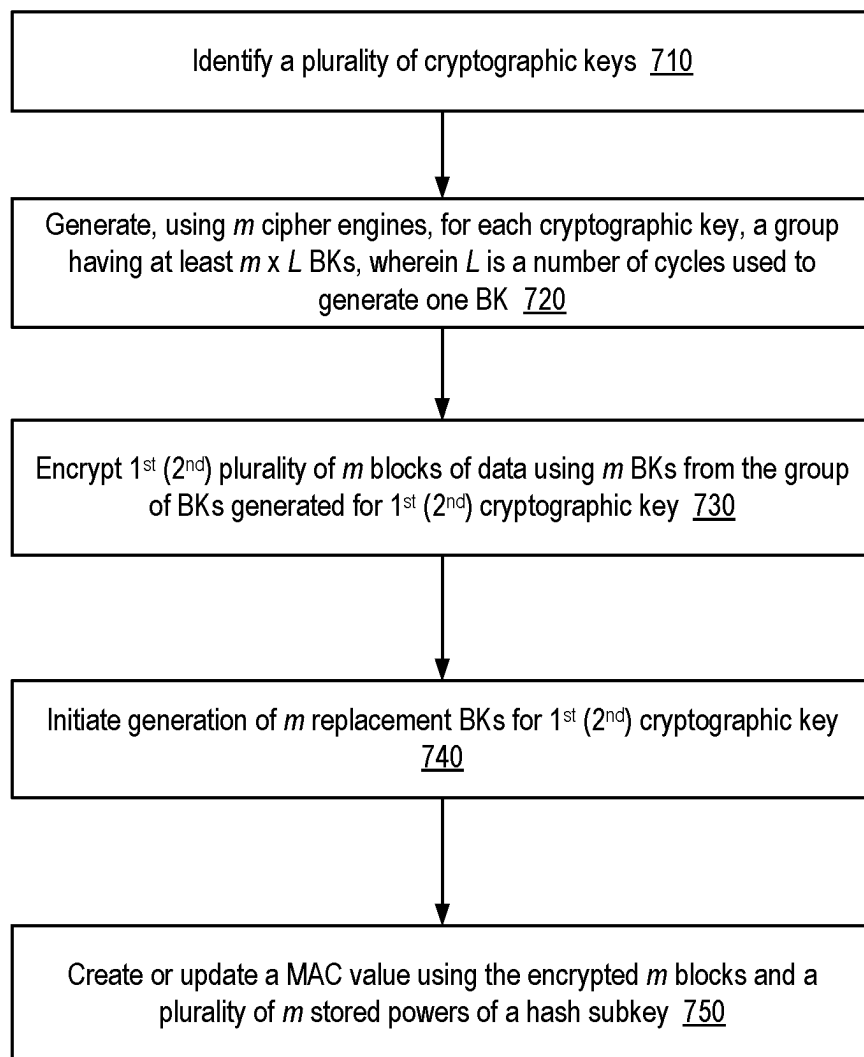 Identify a plurality of cryptographic keys 710
Generate, using m cipher engines, for each cryptographic key, a group
having at least m x L BKs, wherein L is a number of cycles used to
generate one BK 720
Encrypt 1st (2nd) plurality of m blocks of data using m BKs from the group
of BKs generated for 1st (2nd) cryptographic key 730
Initiate generation of m replacement BKs for 1st (2nd) cryptographic key
740
Create or update a MAC value using the encrypted m blocks and a
plurality of m stored powers of a hash subkey 750